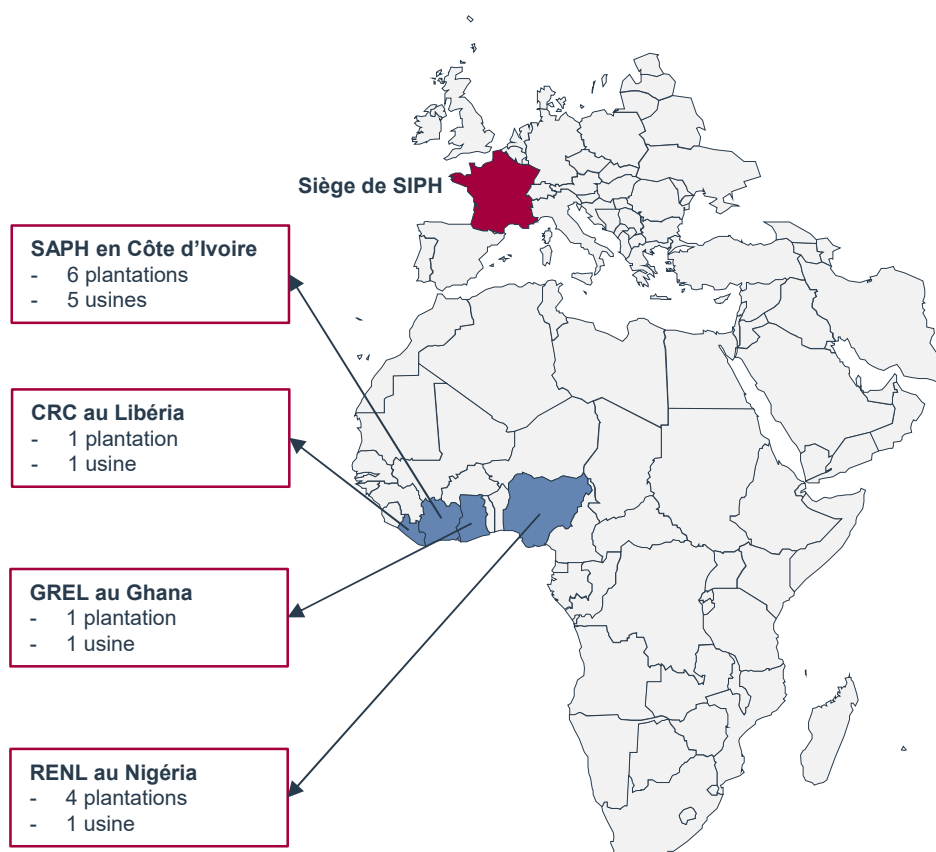 Siège de SIPH
SAPH en Côte d'Ivoire
- 6 plantations
- 5 usines
CRC au Libéria
- 1 plantation
- 1 usine
GREL au Ghana
- 1 plantation
- 1 usine
RENL au Nigéria
- 4 plantations
- 1 usine